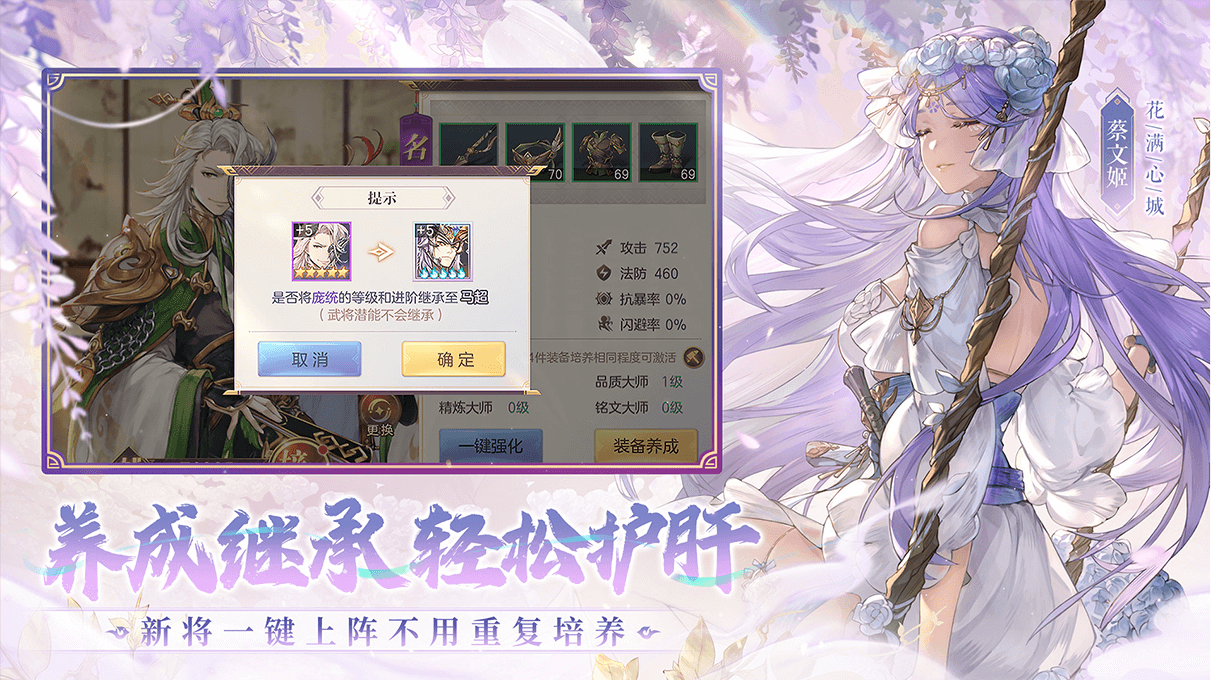 名
70
69
69
提示
+5
+5
是否将庞统的等级和进阶继承至马超
（武将潜能不会继承）
取消
确定
攻击 752
法防 460
抗暴率 0%
闪避率 0%
4件装备培养相同程度可激活
品质大师 1级
精炼大师 0级
铭文大师 0级
更换
一键强化
装备养成
花/满/心/城
蔡文姬
养成继承 轻松护肝
新将一键上阵不用重复培养